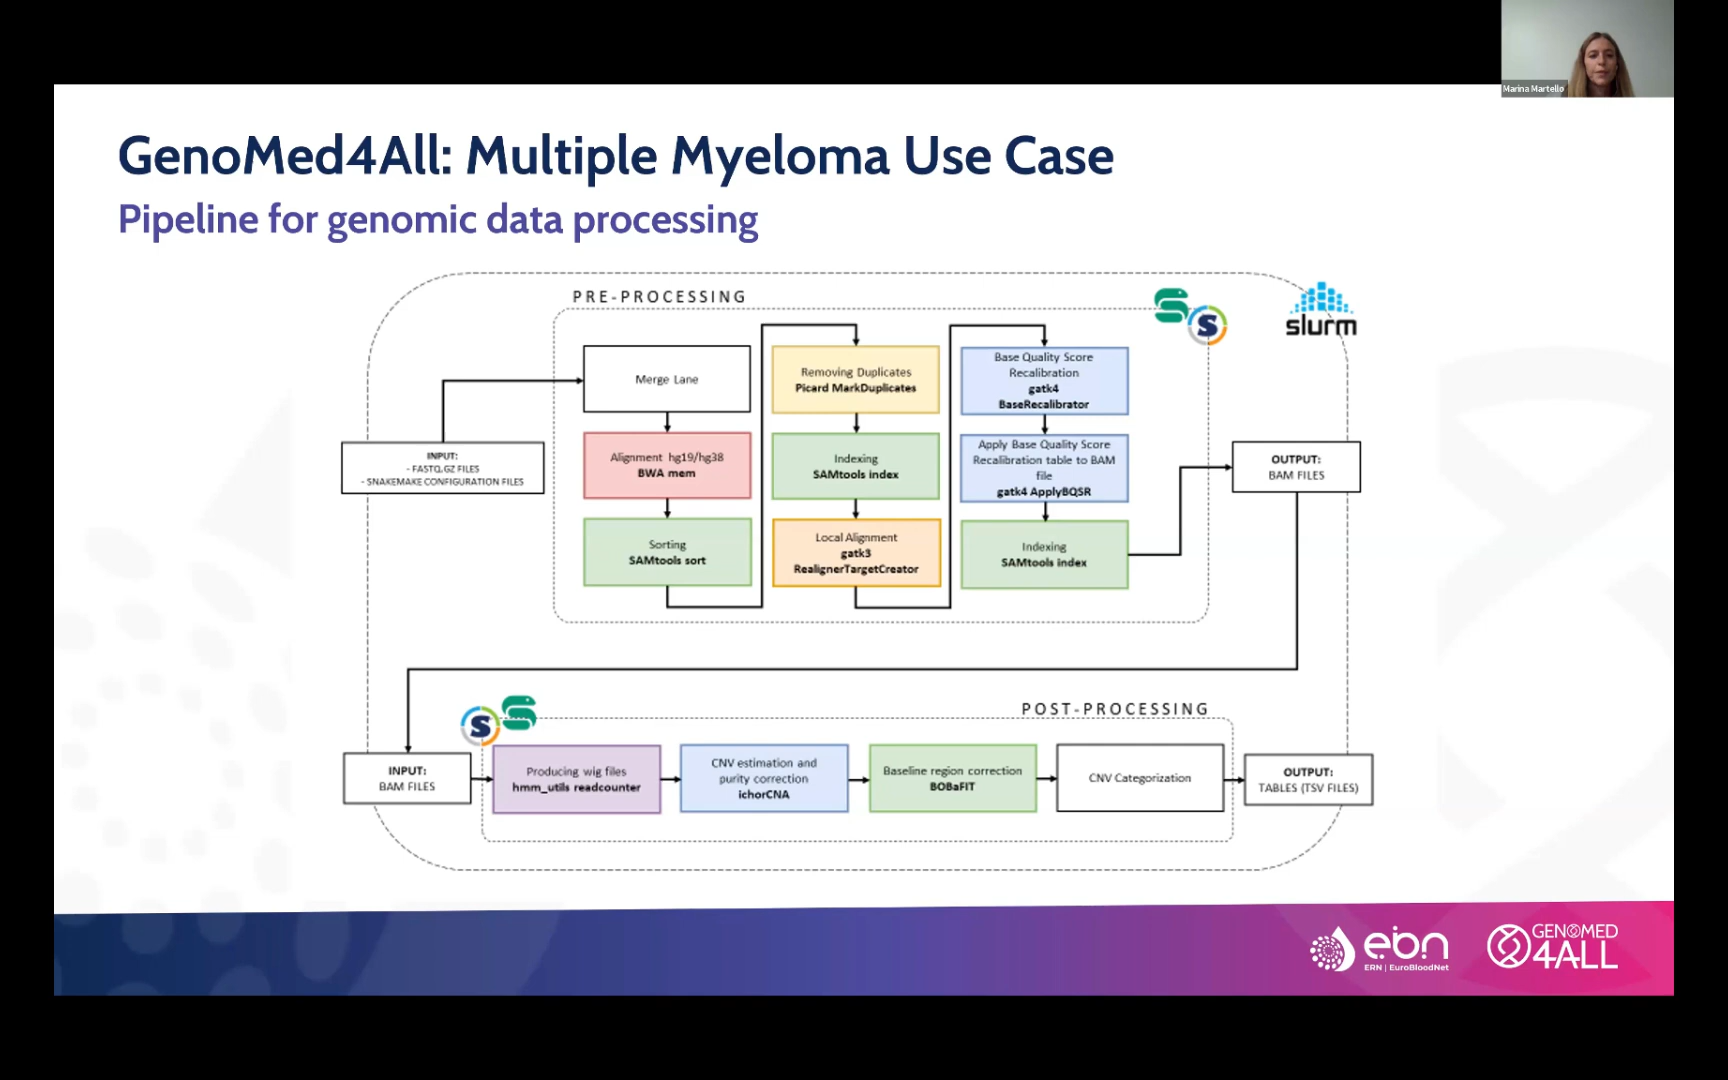 Marina Martello
GenoMed4All: Multiple Myeloma Use Case
Pipeline for genomic data processing
PRE-PROCESSING
slurm
INPUT:
- FASTQ.GZ FILES
- SNAKEMAKE CONFIGURATION FILES
Merge Lane
Alignment hg19/hg38
BWA mem
Sorting
SAMtools sort
Removing Duplicates
Picard MarkDuplicates
Indexing
SAMtools index
Local Alignment
gatk3
RealignerTargetCreator
Base Quality Score
Recalibration
gatk4
BaseRecalibrator
Apply Base Quality Score
Recalibration table to BAM
file
gatk4 ApplyBQSR
Indexing
SAMtools index
OUTPUT:
BAM FILES
POST-PROCESSING
INPUT:
BAM FILES
Producing wig files
hmm_utils readcounter
CNV estimation and
purity correction
ichorCNA
Baseline region correction
BOBaFIT
CNV Categorization
OUTPUT:
TABLES (TSV FILES)
ebn
ERN | EuroBloodNet
GENOMED
4ALL